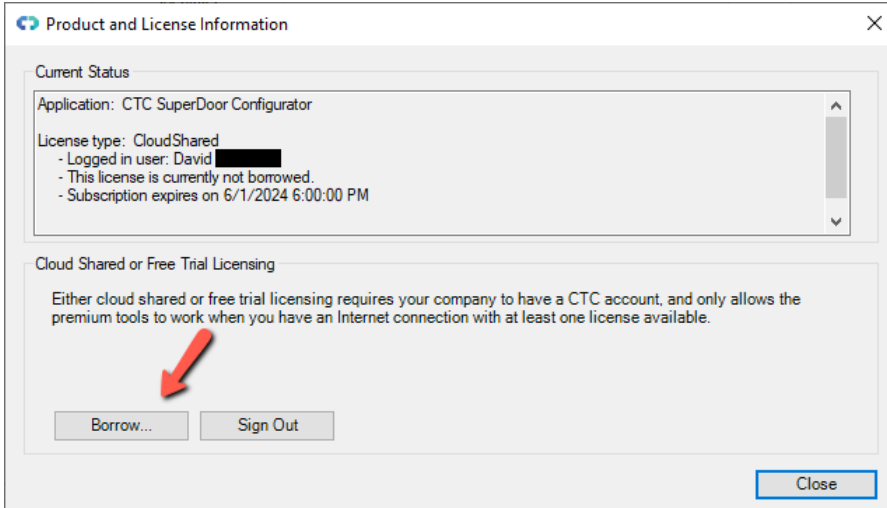 Product and License Information
Current Status
Application: CTC SuperDoor Configurator
License type: CloudShared
- Logged in user: David
- This license is currently not borrowed.
- Subscription expires on 6/1/2024 6:00:00 PM
Cloud Shared or Free Trial Licensing
Either cloud shared or free trial licensing requires your company to have a CTC account, and only allows the
premium tools to work when you have an Internet connection with at least one license available.
Borrow... Sign Out
Close